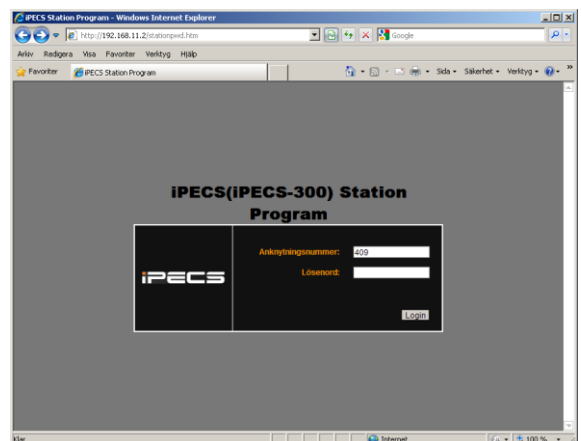 iPECS Station Program - Windows Internet Explorer
http://192.168.11.2/stationpwd.htm
Google
Arkiv Redigera Visa Favoriter Verktyg Hjälp
Favoriter iPECS Station Program Sida Säkerhet Verktyg
iPECS(iPECS-300) Station
Program
Anknytningsnummer: 409
Lösenord:
iPECS
Login
Klar Internet 100 %